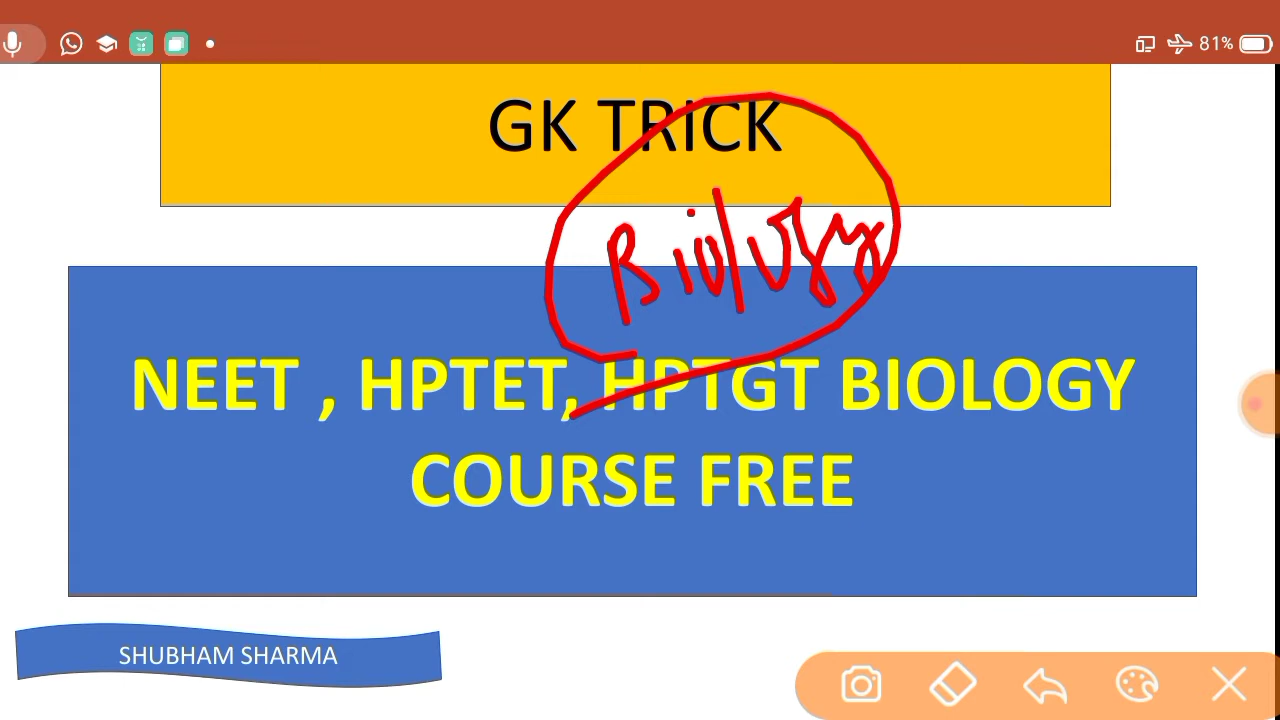 81%
GK TRICK
Biology
NEET , HPTET, HPTGT BIOLOGY
COURSE FREE
SHUBHAM SHARMA